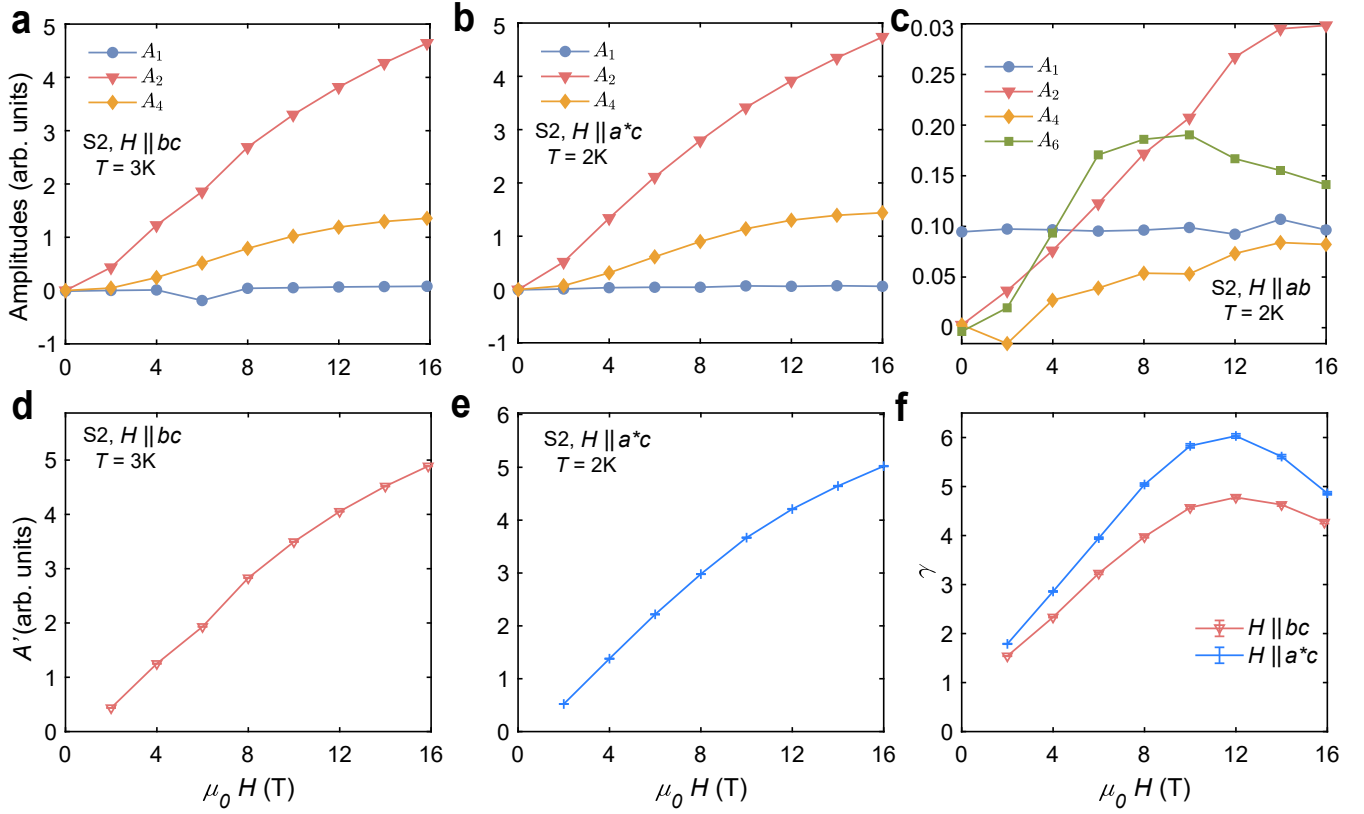 a
5
4
3
2
1
0
-1
Amplitudes (arb. units)
A1
A2
A4
S2, H || bc
T = 3K
0 4 8 12 16
b
5
4
3
2
1
0
-1
A1
A2
A4
S2, H || a*c
T = 2K
0 4 8 12 16
c
0.03
0.25
0.20
0.15
0.10
0.05
0
A1
A2
A4
A6
S2, H || ab
T = 2K
0 4 8 12 16
d
6
5
4
3
2
1
0
A' (arb. units)
S2, H || bc
T = 3K
0 4 8 12 16
μ0 H (T)
e
6
5
4
3
2
1
0
S2, H || a*c
T = 2K
0 4 8 12 16
μ0 H (T)
f
6
5
4
3
2
1
0
γ
H || bc
H || a*c
0 4 8 12 16
μ0 H (T)